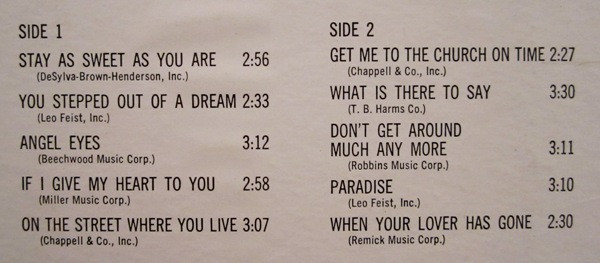 SIDE 1
STAY AS SWEET AS YOU ARE 2:56
(DeSylva-Brown-Henderson, Inc.)
YOU STEPPED OUT OF A DREAM 2:33
(Leo Feist, Inc.)
ANGEL EYES 3:12
(Beechwood Music Corp.)
IF I GIVE MY HEART TO YOU 2:58
(Miller Music Corp.)
ON THE STREET WHERE YOU LIVE 3:07
(Chappell & Co., Inc.)
SIDE 2
GET ME TO THE CHURCH ON TIME 2:27
(Chappell & Co., Inc.)
WHAT IS THERE TO SAY 3:30
(T. B. Harms Co.)
DON'T GET AROUND
MUCH ANY MORE 3:11
(Robbins Music Corp.)
PARADISE 3:10
(Leo Feist, Inc.)
WHEN YOUR LOVER HAS GONE 2:30
(Remick Music Corp.)